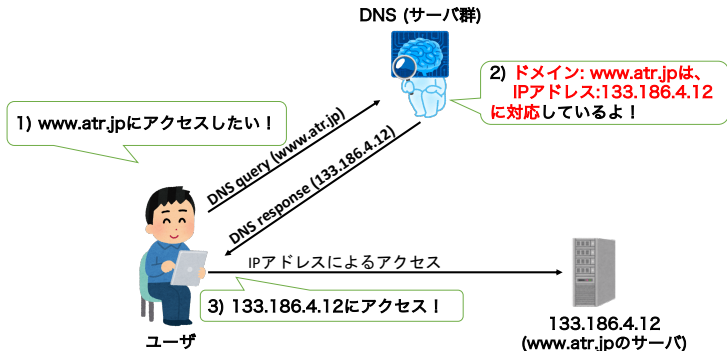 DNS (サーバ群)
2) ドメイン: www.atr.jpは、
IPアドレス:133.186.4.12
に対応しているよ！
1) www.atr.jpにアクセスしたい！
DNS query (www.atr.jp)
DNS response (133.186.4.12)
IPアドレスによるアクセス
3) 133.186.4.12にアクセス！
ユーザ
133.186.4.12
(www.atr.jpのサーバ)